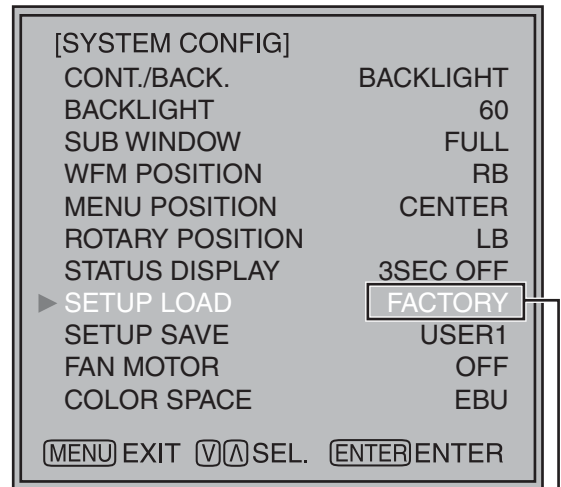 [SYSTEM CONFIG]
CONT./BACK. BACKLIGHT
BACKLIGHT 60
SUB WINDOW FULL
WFM POSITION RB
MENU POSITION CENTER
ROTARY POSITION LB
STATUS DISPLAY 3SEC OFF
SETUP LOAD FACTORY
SETUP SAVE USER1
FAN MOTOR OFF
COLOR SPACE EBU
MENU EXIT V Λ SEL. ENTER ENTER